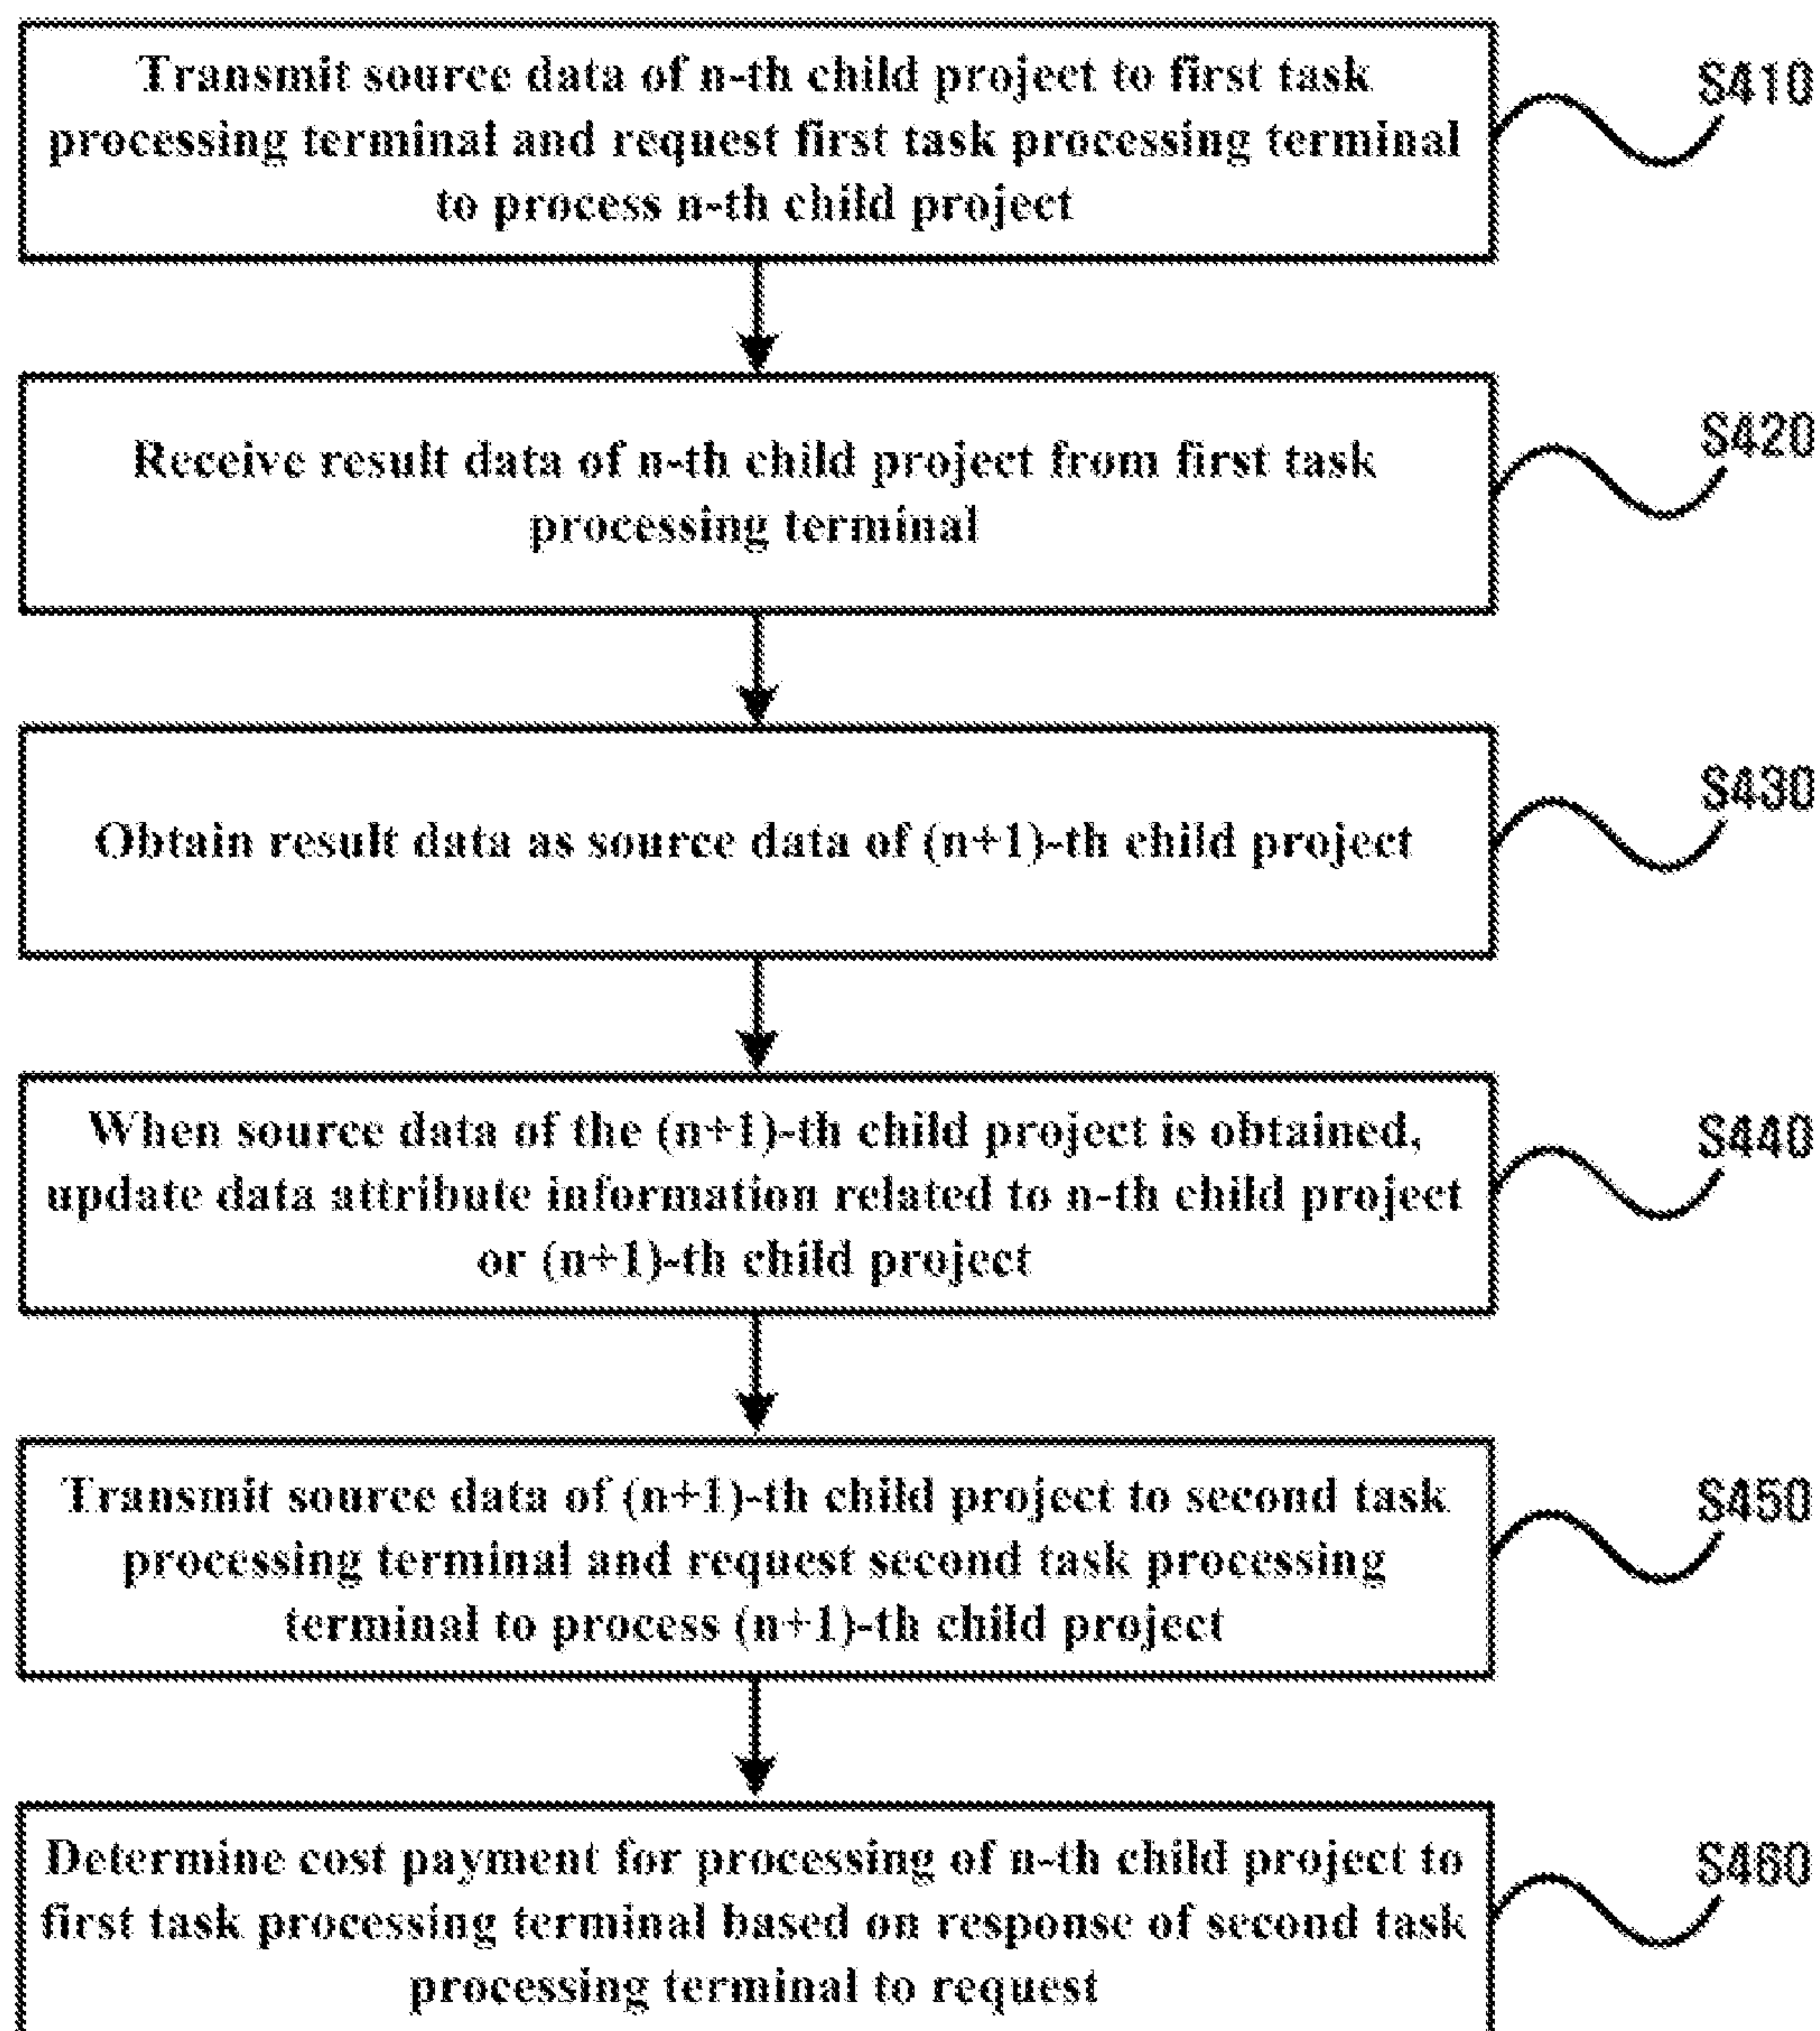 Transmit source data of n-th child project to first task
processing terminal and request first task processing terminal
to process n-th child project
S410
Receive result data of n-th child project from first task
processing terminal
S420
Obtain result data as source data of (n+1)-th child project
S430
When source data of the (n+1)-th child project is obtained,
update data attribute information related to n-th child project
or (n+1)-th child project
S440
Transmit source data of (n+1)-th child project to second task
processing terminal and request second task processing
terminal to process (n+1)-th child project
S450
Determine cost payment for processing of n-th child project to
first task processing terminal based on response of second task
processing terminal to request
S460